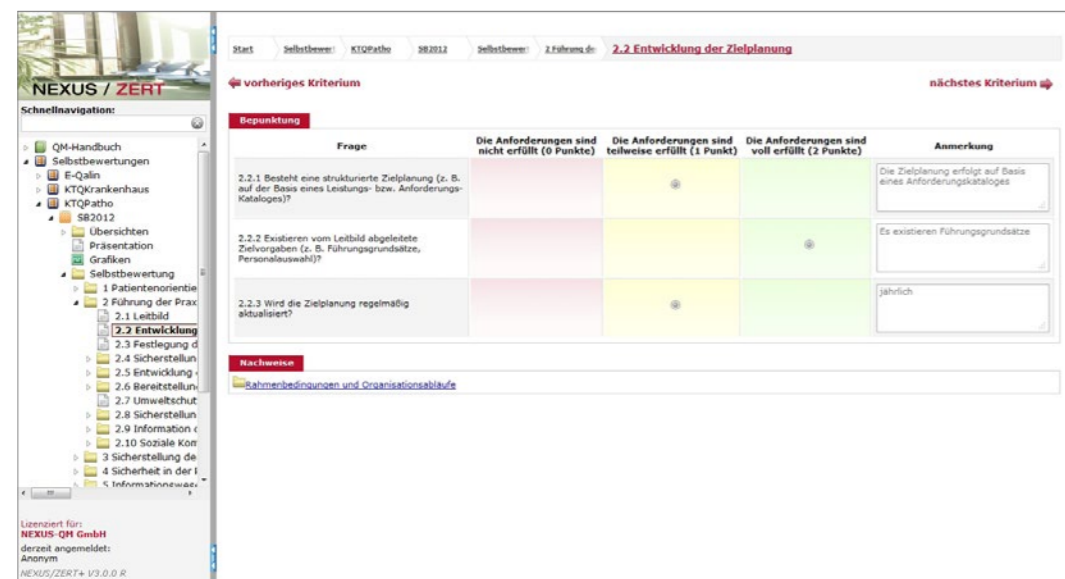 NEXUS / ZERT
Schnellnavigation:
QM-Handbuch
Selbstbewertungen
E-Qalin
KTQKrankenhaus
KTQPatho
SB2012
Übersichten
Präsentation
Grafiken
Selbstbewertung
1 Patientenorientie
2 Führung der Prax
2.1 Leitbild
2.2 Entwicklung
2.3 Festlegung d
2.4 Sicherstellun
2.5 Entwicklung
2.6 Bereitstellun
2.7 Umweltschut
2.8 Sicherstellun
2.9 Information
2.10 Soziale Kom
3 Sicherstellung de
4 Sicherheit in der
5 Informationswes
Lizenziert für:
NEXUS-QM GmbH
derzeit angemeldet:
Anonym
NEXUS/ZERT+ V3.0.0 R
Start Selbstbewer KTQPatho SB2012 Selbstbewer 2 Führung de 2.2 Entwicklung der Zielplanung
vorheriges Kriterium nächstes Kriterium
Bepunktung
Frage Die Anforderungen sind nicht erfüllt (0 Punkte) Die Anforderungen sind teilweise erfüllt (1 Punkt) Die Anforderungen sind voll erfüllt (2 Punkte) Anmerkung
2.2.1 Besteht eine strukturierte Zielplanung (z. B.
auf der Basis eines Leistungs- bzw. Anforderungs-
Kataloges)?
Die Zielplanung erfolgt auf Basis
eines Anforderungskataloges
2.2.2 Existieren vom Leitbild abgeleitete
Zielvorgaben (z. B. Führungsgrundsätze,
Personalauswahl)?
Es existieren Führungsgrundsätze
2.2.3 Wird die Zielplanung regelmäßig
aktualisiert?
jährlich
Nachweise
Rahmenbedingungen und Organisationsabläufe